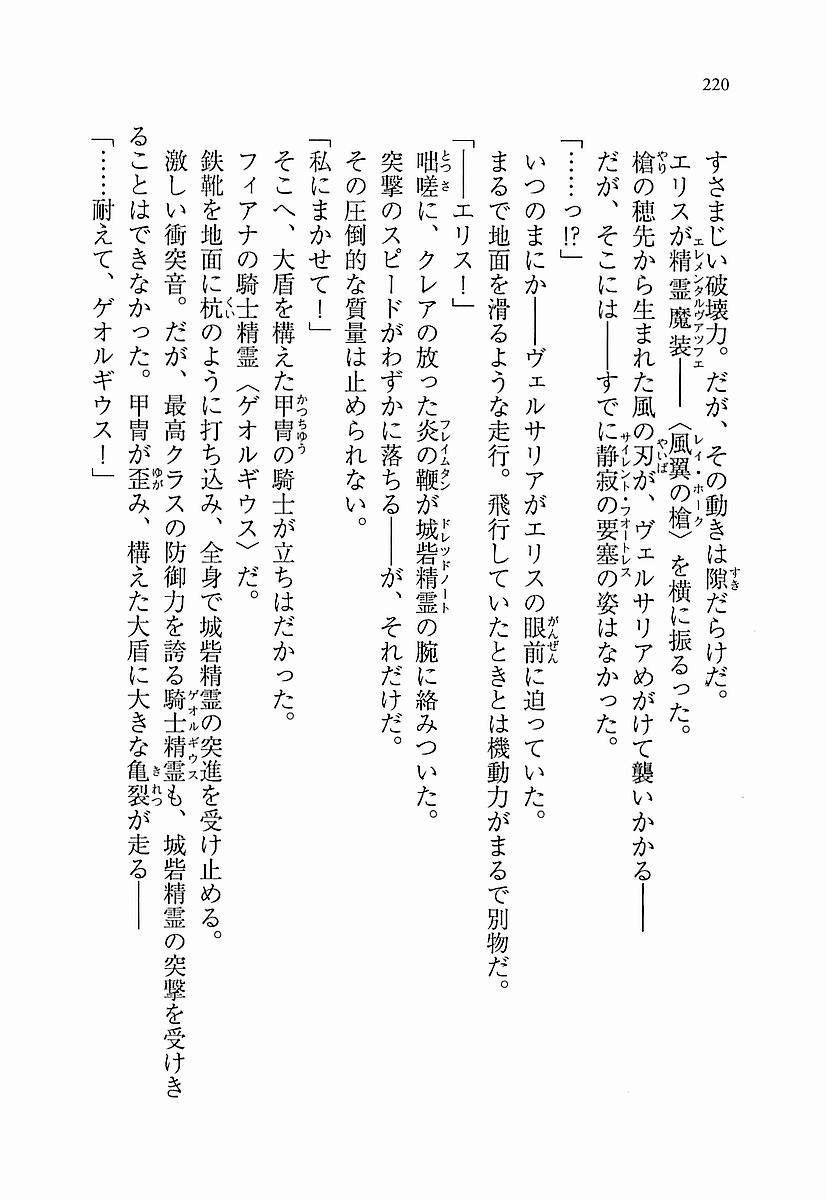 220
すさまじい破壊力。だが、その動きは隙だらけだ。
エリスが精霊魔装――〈風翼の槍〉を横に振るった。
槍の穂先から生まれた風の刃が、ヴェルサリアめがけて襲いかかる――
だが、そこには――すでに静寂の要塞の姿はなかった。
「……っ!?」
いつのまにか――ヴェルサリアがエリスの眼前に迫っていた。
まるで地面を滑るような走行。飛行していたときとは機動力がまるで別物だ。
「――エリス！」
咄嗟に、クレアの放った炎の鞭が城砦精霊の腕に絡みついた。
突撃のスピードがわずかに落ちる――が、それだけだ。
その圧倒的な質量は止められない。
「私にまかせて！」
そこへ、大盾を構えた甲冑の騎士が立ちはだかった。
フィアナの騎士精霊〈ゲオルギウス〉だ。
鉄靴を地面に杭のように打ち込み、全身で城砦精霊の突進を受け止める。
激しい衝突音。だが、最高クラスの防御力を誇る騎士精霊も、城砦精霊の突撃を受けき
ることはできなかった。甲冑が歪み、構えた大盾に大きな亀裂が走る――
「……耐えて、ゲオルギウス！」